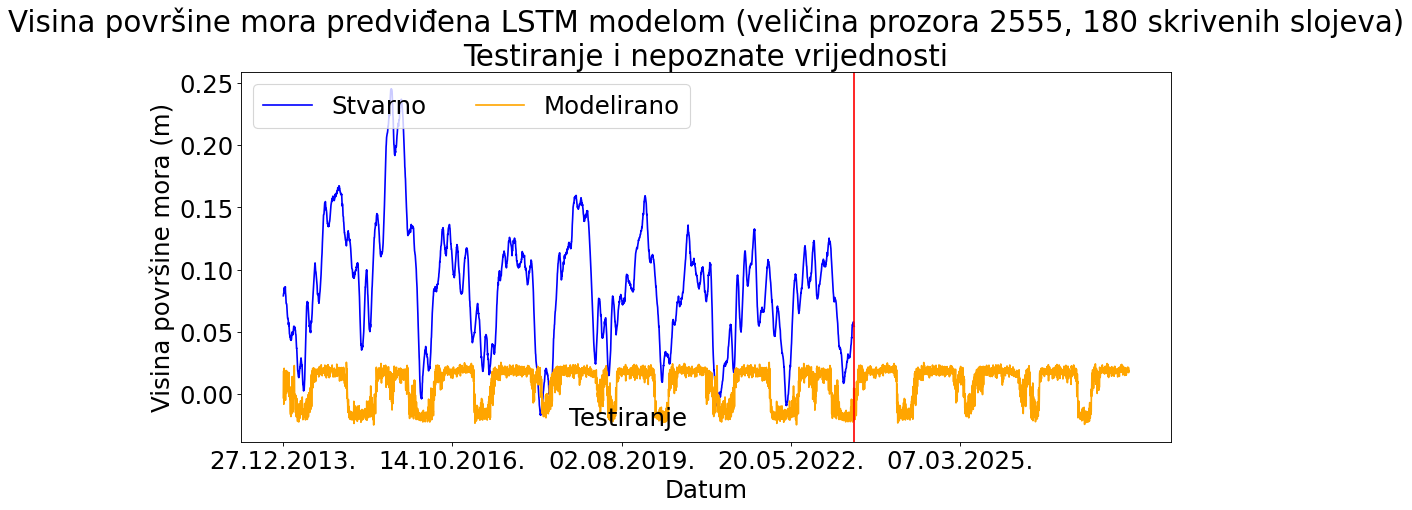 Visina površine mora predviđena LSTM modelom (veličina prozora 2555, 180 skrivenih slojeva)
Testiranje i nepoznate vrijednosti
Stvarno
Modelirano
Visina površine mora (m)
0.25
0.20
0.15
0.10
0.05
0.00
Testiranje
27.12.2013.
14.10.2016.
02.08.2019.
20.05.2022.
07.03.2025.
Datum